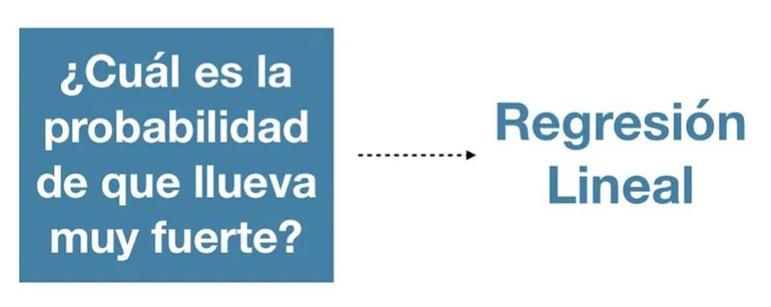 ¿Cuál es la
probabilidad
de que llueva
muy fuerte?
Regresión
Lineal